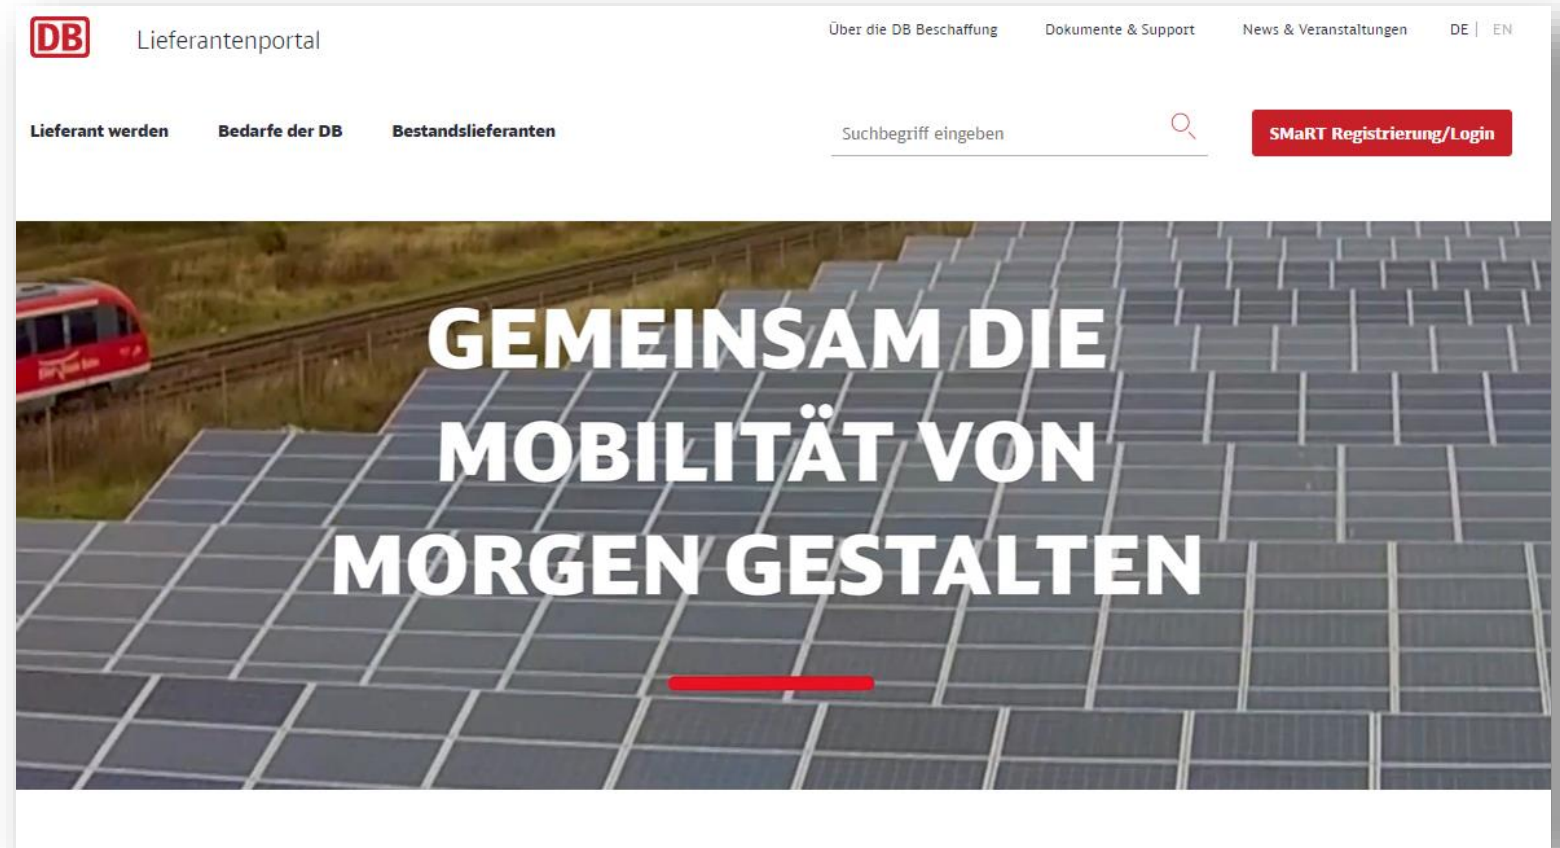 DB
Lieferantenportal
Über die DB Beschaffung
Dokumente & Support
News & Veranstaltungen
DE | EN
Lieferant werden
Bedarfe der DB
Bestandslieferanten
Suchbegriff eingeben
SMaRT Registrierung/Login
GEMEINSAM DIE
MOBILITÄT VON
MORGEN GESTALTEN